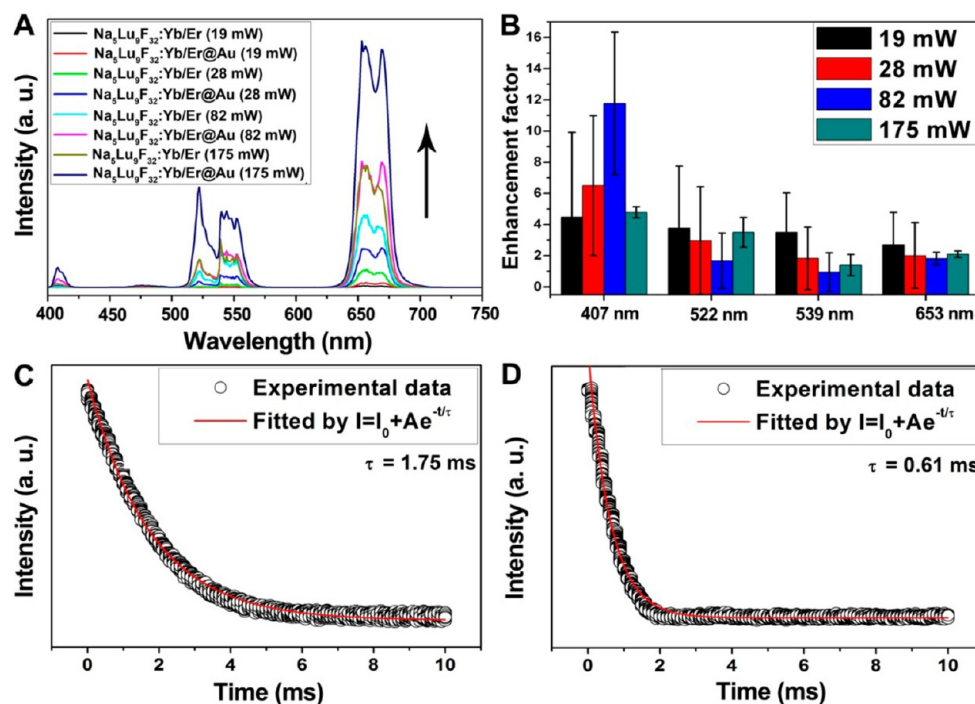 A
Na₅Lu₉F₃₂:Yb/Er (19 mW)
Na₅Lu₉F₃₂:Yb/Er@Au (19 mW)
Na₅Lu₉F₃₂:Yb/Er (28 mW)
Na₅Lu₉F₃₂:Yb/Er@Au (28 mW)
Na₅Lu₉F₃₂:Yb/Er (82 mW)
Na₅Lu₉F₃₂:Yb/Er@Au (82 mW)
Na₅Lu₉F₃₂:Yb/Er (175 mW)
Na₅Lu₉F₃₂:Yb/Er@Au (175 mW)
Intensity (a. u.)
400 450 500 550 600 650 700 750
Wavelength (nm)
B
19 mW
28 mW
82 mW
175 mW
Enhancement factor
16
14
12
10
8
6
4
2
0
407 nm 522 nm 539 nm 653 nm
C
Experimental data
Fitted by I=I₀+Ae⁻ᵗ/τ
τ = 1.75 ms
Intensity (a. u.)
0 2 4 6 8 10
Time (ms)
D
Experimental data
Fitted by I=I₀+Ae⁻ᵗ/τ
τ = 0.61 ms
Intensity (a. u.)
0 2 4 6 8 10
Time (ms)